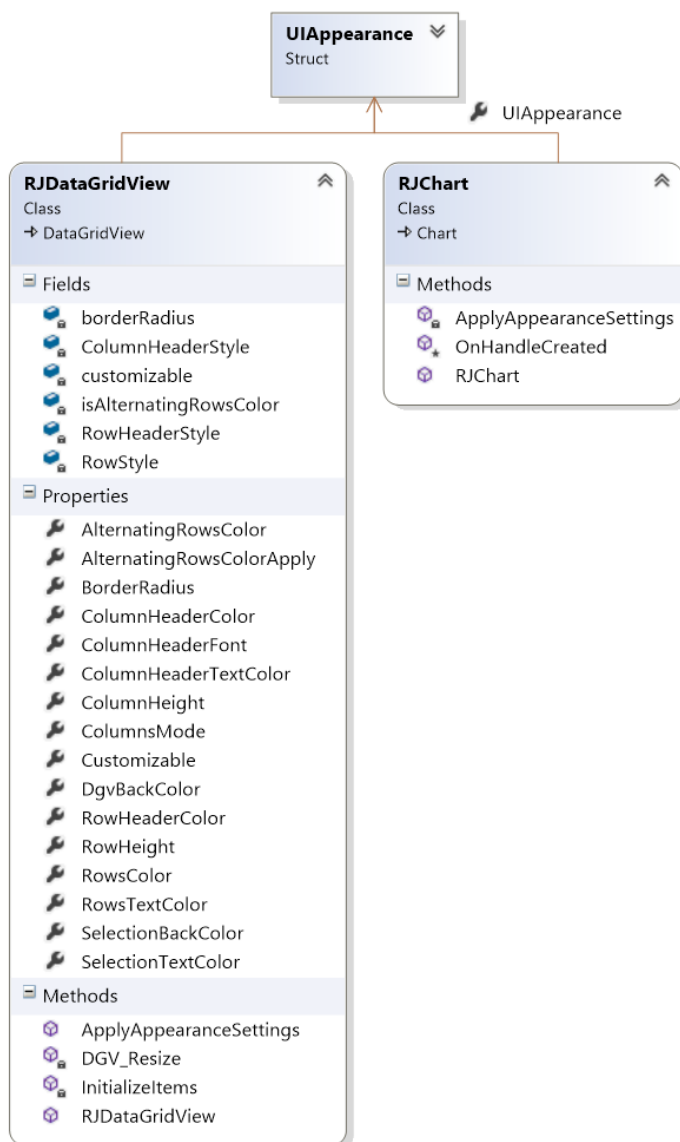 UIAppearance
Struct
UIAppearance
RJDataGridView
Class
DataGridView
Fields
borderRadius
ColumnHeaderStyle
customizable
isAlternatingRowsColor
RowHeaderStyle
RowStyle
Properties
AlternatingRowsColor
AlternatingRowsColorApply
BorderRadius
ColumnHeaderColor
ColumnHeaderFont
ColumnHeaderTextColor
ColumnHeight
ColumnsMode
Customizable
DgvBackColor
RowHeaderColor
RowHeight
RowsColor
RowsTextColor
SelectionBackColor
SelectionTextColor
Methods
ApplyAppearanceSettings
DGV_Resize
InitializeItems
RJDataGridView
RJChart
Class
Chart
Methods
ApplyAppearanceSettings
OnHandleCreated
RJChart